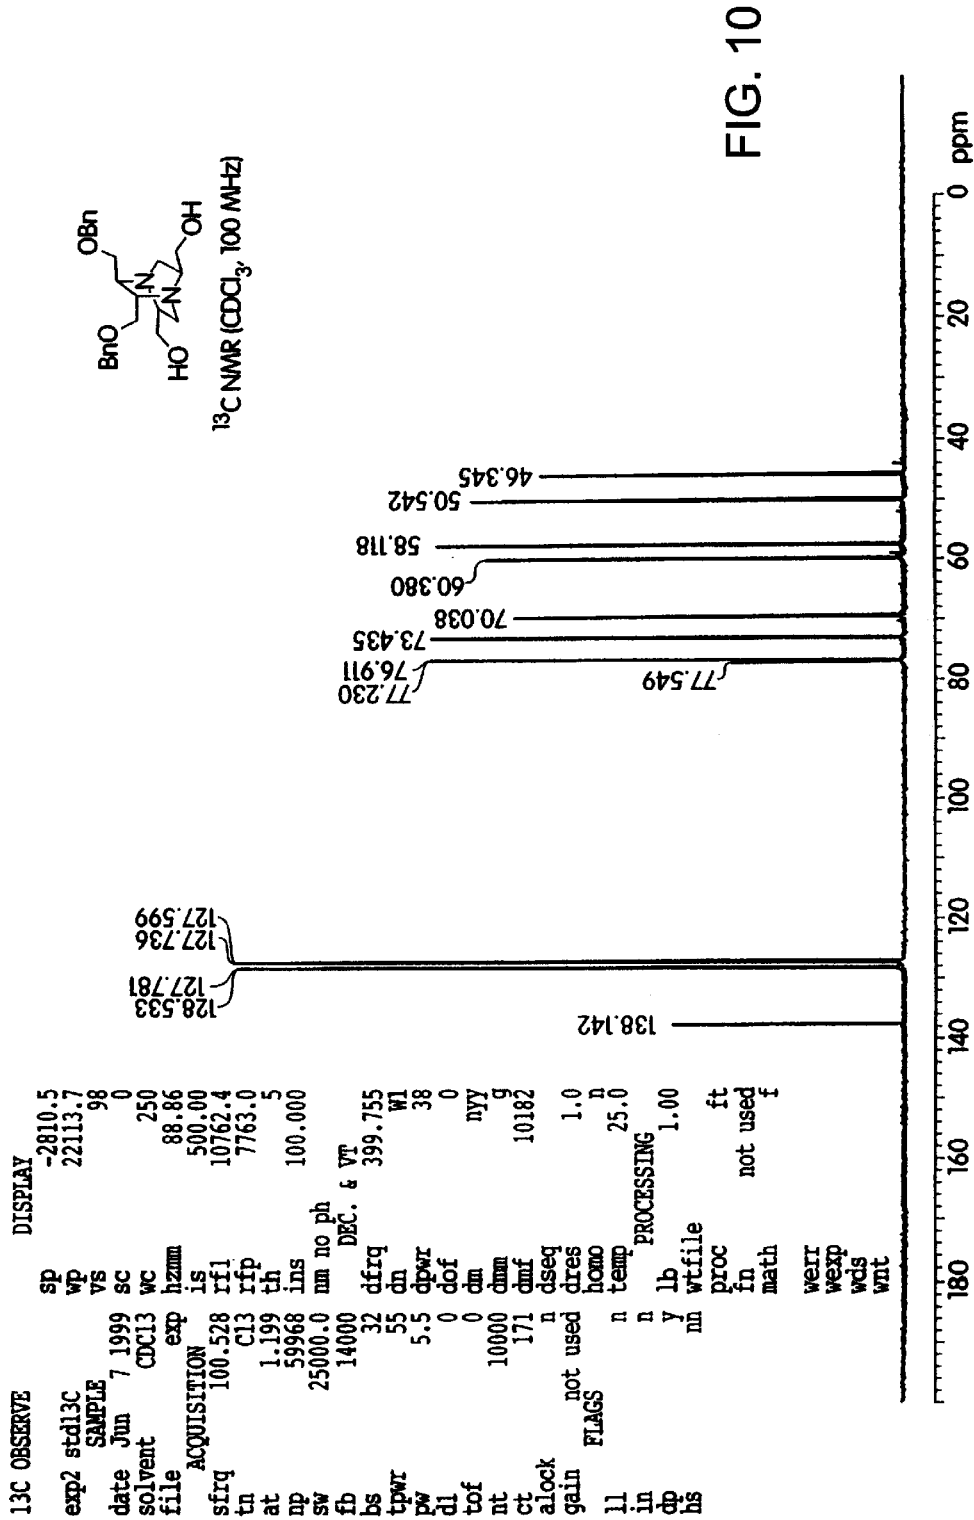 13C OBSERVE
exp2 std13C
SAMPLE
date Jun 7 1999
solvent CDCl3
file exp
ACQUISITION
sfrq 100.528
tn C13
at 1.199
np 59968
sw 25000.0
fb 14000
bs 32
tpwr 55
pw 5.5
d1 0
tof 0
nt 10000
ct 171
alock n
gain not used
FLAGS
il n
in n
dp y
hs nn
DISPLAY
sp -2810.5
wp 22113.7
vs 98
sc 0
wc 250
hzmm 88.86
is 500.00
rfl 10762.4
rfp 7763.0
th 5
ins 100.000
nm no ph
DEC. & VT
dfrq 399.755
dn W1
dpwr 38
dof 0
dm nyy
dmm g
dmf 10182
dseq
dres 1.0
homo n
temp 25.0
PROCESSING
lb 1.00
wtfile
proc ft
fn not used
math f
werr
wexp
wds
wnt
BnO
OBn
N
N
HO
OH
13C NMR (CDCl3, 100 MHz)
138.142
128.533
127.781
127.736
127.599
77.549
77.230
76.911
73.435
70.038
60.380
58.118
50.542
46.345
180 160 140 120 100 80 60 40 20 0 ppm
FIG. 10